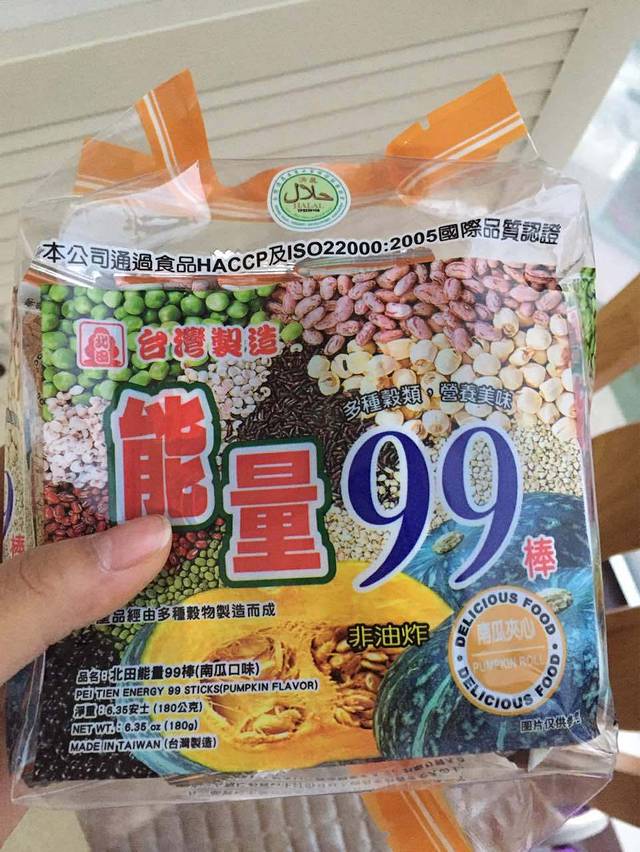 حلال
HALAL
本公司通過食品HACCP及ISO22000:2005國際品質認證
北田
台灣製造
多種穀類，營養美味
能量99棒
產品經由多種穀物製造而成
非油炸
DELICIOUS FOOD
南瓜夾心
PUMPKIN ROLL
DELICIOUS FOOD
品名：北田能量99棒(南瓜口味)
PEI TIEN ENERGY 99 STICKS(PUMPKIN FLAVOR)
淨重：6.35安士 (180公克)
NET WT.：6.35 oz (180g)
MADE IN TAIWAN (台灣製造)
圖片仅供参